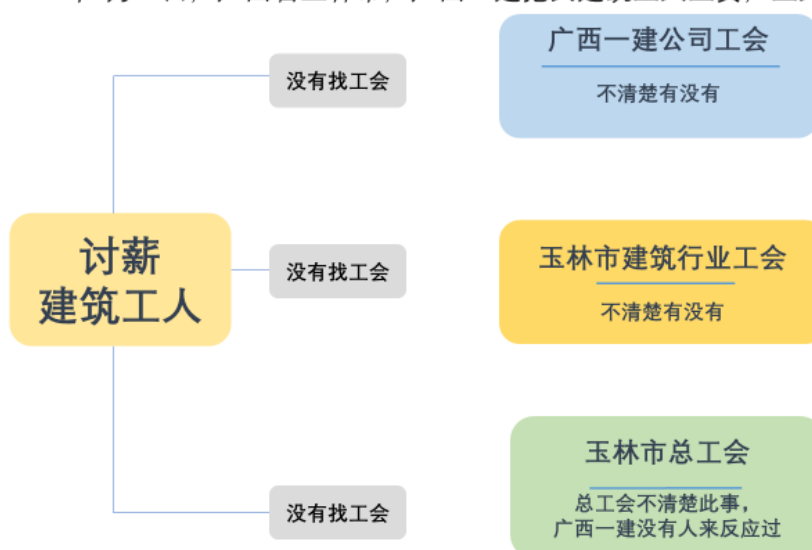 没有找工会
广西一建公司工会
不清楚有没有
讨薪
建筑工人
没有找工会
玉林市建筑行业工会
不清楚有没有
没有找工会
玉林市总工会
总工会不清楚此事，
广西一建没有人来反应过